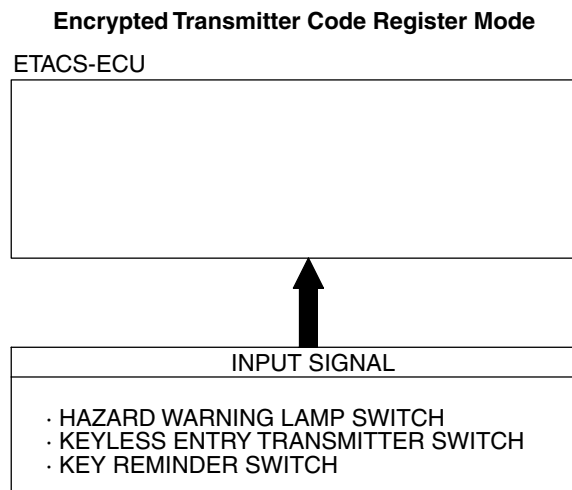 Encrypted Transmitter Code Register Mode
ETACS-ECU
INPUT SIGNAL
· HAZARD WARNING LAMP SWITCH
· KEYLESS ENTRY TRANSMITTER SWITCH
· KEY REMINDER SWITCH